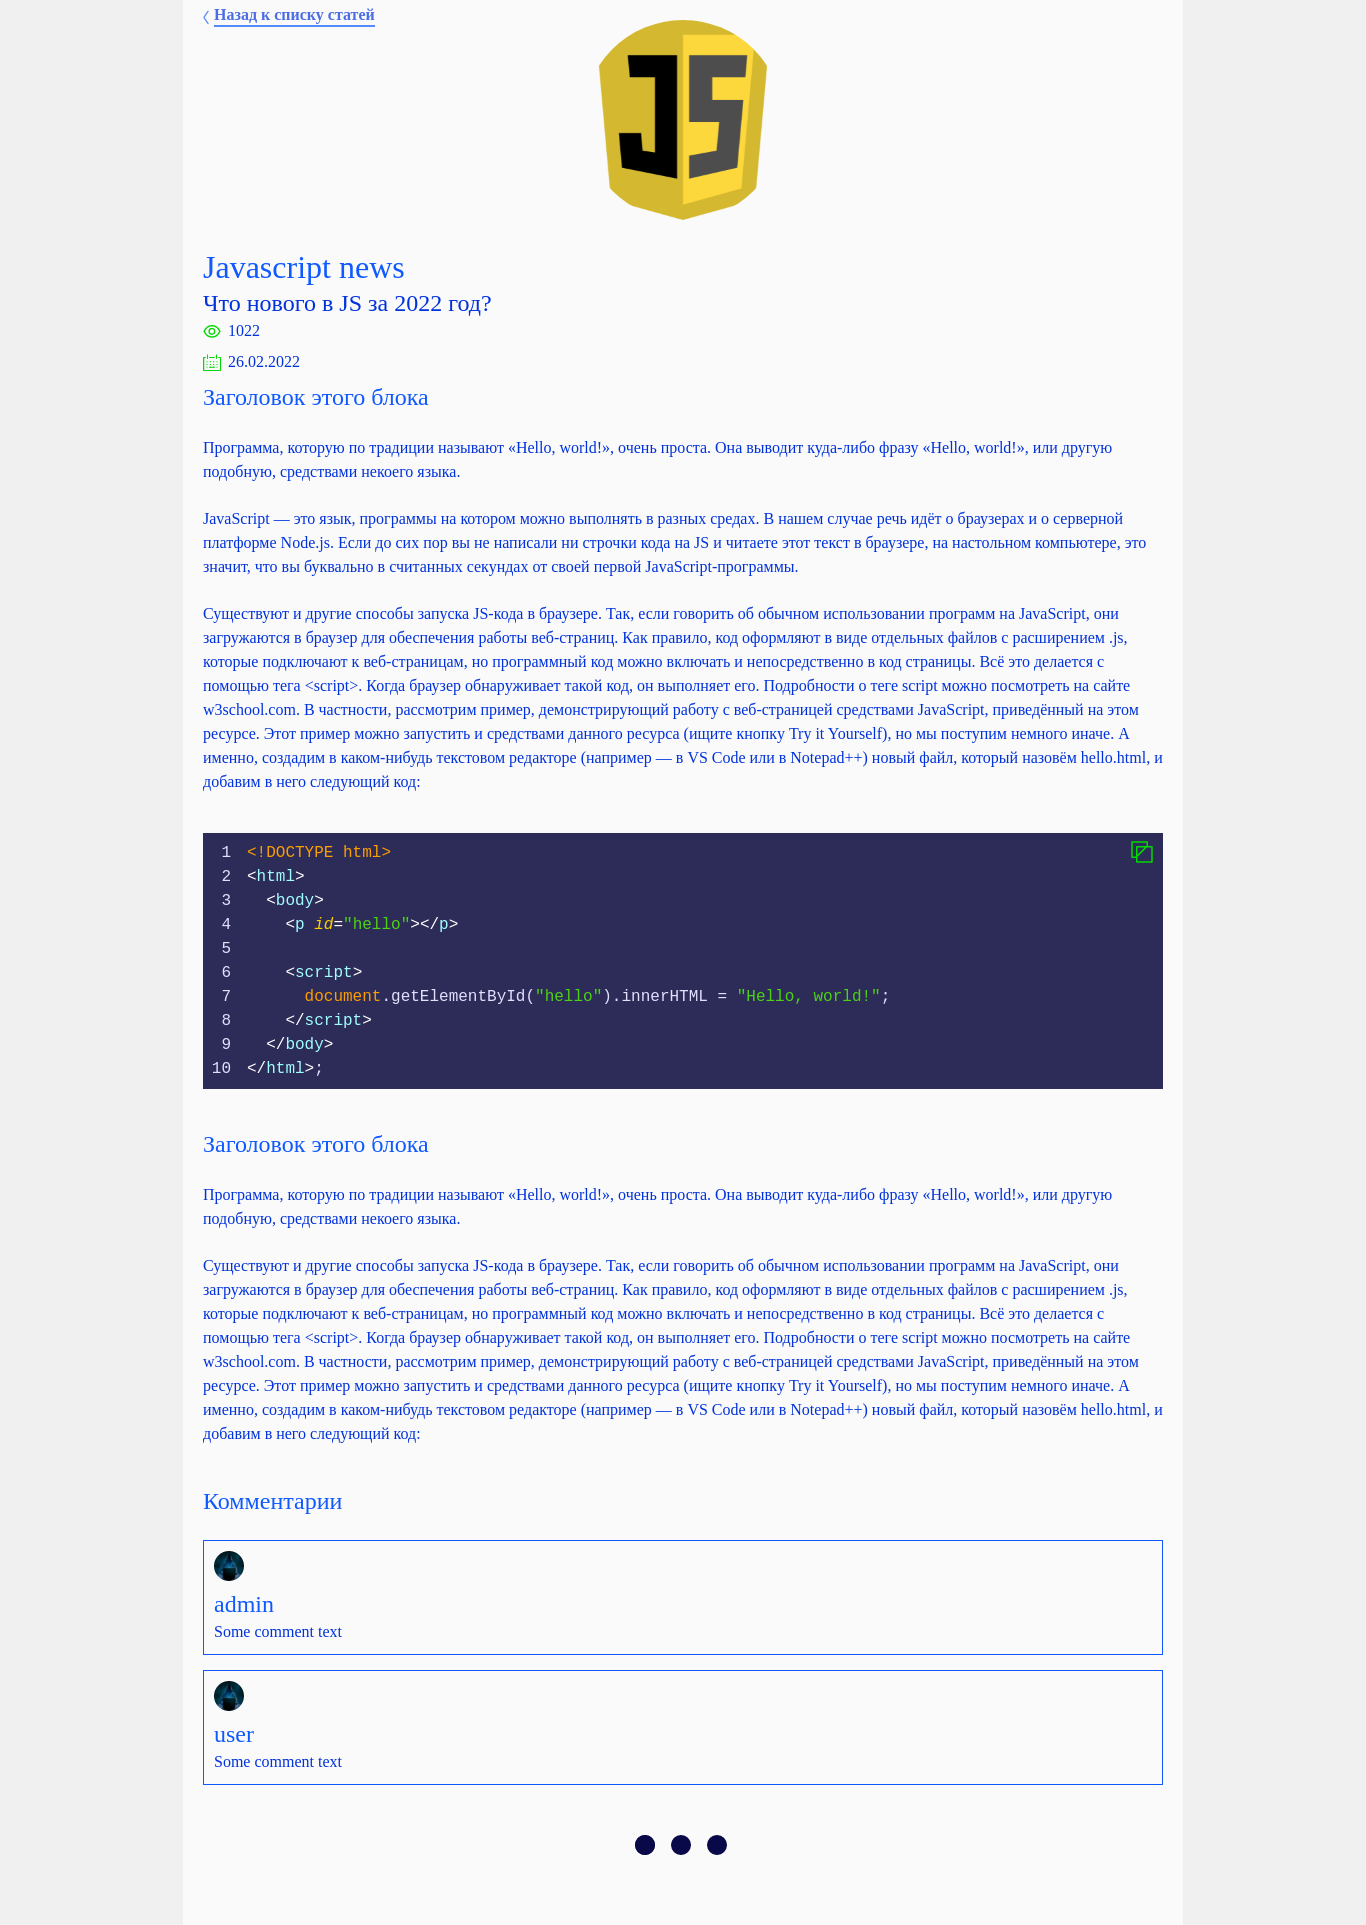 Назад к списку статей
JS
Javascript news
Что нового в JS за 2022 год?
1022
26.02.2022
Заголовок этого блока
Программа, которую по традиции называют «Hello, world!», очень проста. Она выводит куда-либо фразу «Hello, world!», или другую
подобную, средствами некоего языка.
JavaScript — это язык, программы на котором можно выполнять в разных средах. В нашем случае речь идёт о браузерах и о серверной
платформе Node.js. Если до сих пор вы не написали ни строчки кода на JS и читаете этот текст в браузере, на настольном компьютере, это
значит, что вы буквально в считанных секундах от своей первой JavaScript-программы.
Существуют и другие способы запуска JS-кода в браузере. Так, если говорить об обычном использовании программ на JavaScript, они
загружаются в браузер для обеспечения работы веб-страниц. Как правило, код оформляют в виде отдельных файлов с расширением .js,
которые подключают к веб-страницам, но программный код можно включать и непосредственно в код страницы. Всё это делается с
помощью тега <script>. Когда браузер обнаруживает такой код, он выполняет его. Подробности о теге script можно посмотреть на сайте
w3school.com. В частности, рассмотрим пример, демонстрирующий работу с веб-страницей средствами JavaScript, приведённый на этом
ресурсе. Этот пример можно запустить и средствами данного ресурса (ищите кнопку Try it Yourself), но мы поступим немного иначе. А
именно, создадим в каком-нибудь текстовом редакторе (например — в VS Code или в Notepad++) новый файл, который назовём hello.html, и
добавим в него следующий код:
1 <!DOCTYPE html>
2 <html>
3   <body>
4     <p id="hello"></p>
5
6     <script>
7       document.getElementById("hello").innerHTML = "Hello, world!";
8     </script>
9   </body>
10 </html>;
Заголовок этого блока
Программа, которую по традиции называют «Hello, world!», очень проста. Она выводит куда-либо фразу «Hello, world!», или другую
подобную, средствами некоего языка.
Существуют и другие способы запуска JS-кода в браузере. Так, если говорить об обычном использовании программ на JavaScript, они
загружаются в браузер для обеспечения работы веб-страниц. Как правило, код оформляют в виде отдельных файлов с расширением .js,
которые подключают к веб-страницам, но программный код можно включать и непосредственно в код страницы. Всё это делается с
помощью тега <script>. Когда браузер обнаруживает такой код, он выполняет его. Подробности о теге script можно посмотреть на сайте
w3school.com. В частности, рассмотрим пример, демонстрирующий работу с веб-страницей средствами JavaScript, приведённый на этом
ресурсе. Этот пример можно запустить и средствами данного ресурса (ищите кнопку Try it Yourself), но мы поступим немного иначе. А
именно, создадим в каком-нибудь текстовом редакторе (например — в VS Code или в Notepad++) новый файл, который назовём hello.html, и
добавим в него следующий код:
Комментарии
admin
Some comment text
user
Some comment text